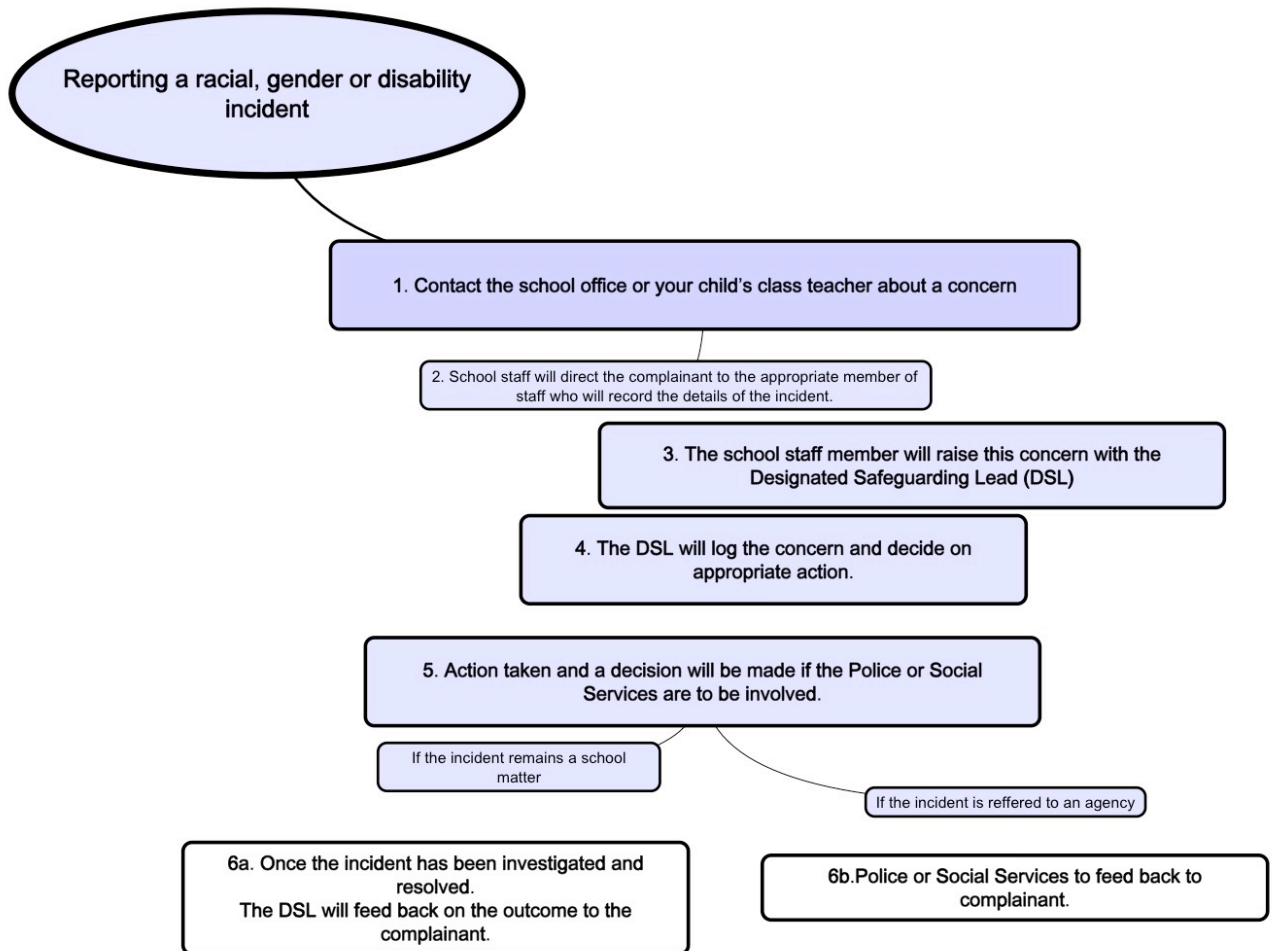 Reporting a racial, gender or disability
incident
1. Contact the school office or your child's class teacher about a concern
2. School staff will direct the complainant to the appropriate member of
staff who will record the details of the incident.
3. The school staff member will raise this concern with the
Designated Safeguarding Lead (DSL)
4. The DSL will log the concern and decide on
appropriate action.
5. Action taken and a decision will be made if the Police or Social
Services are to be involved.
If the incident remains a school
matter
If the incident is reffered to an agency
6a. Once the incident has been investigated and
resolved.
The DSL will feed back on the outcome to the
complainant.
6b.Police or Social Services to feed back to
complainant.